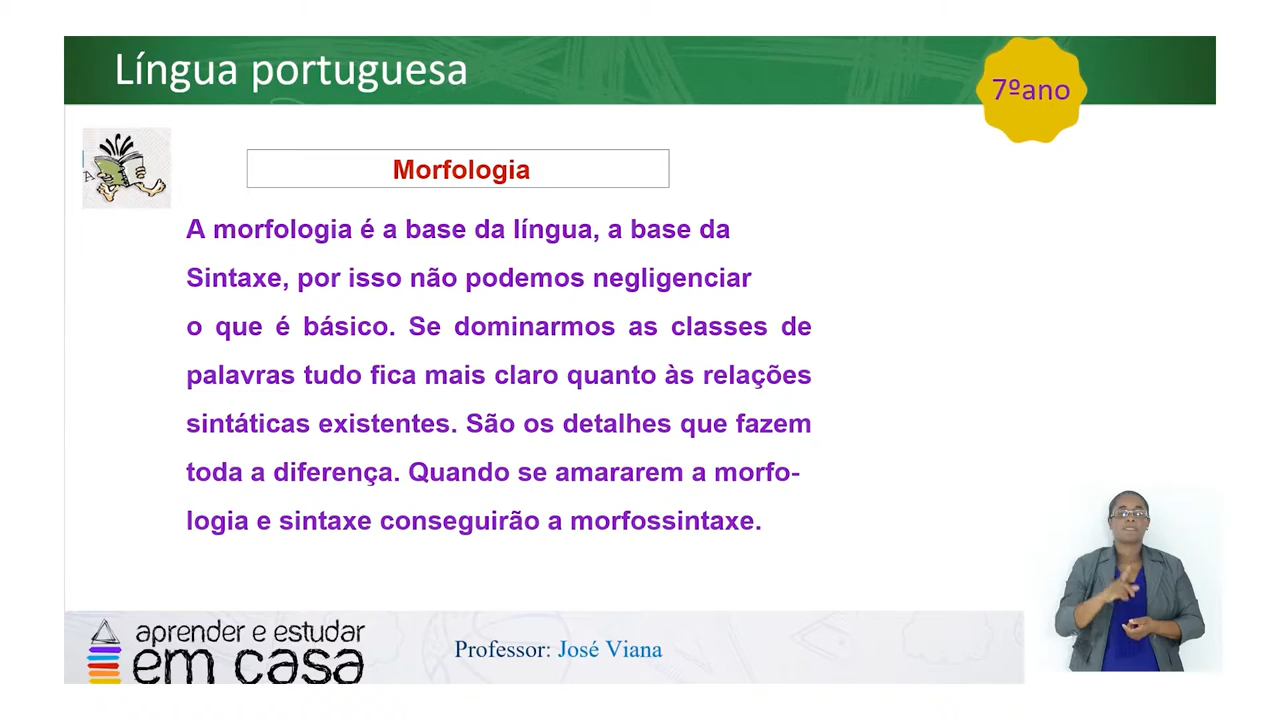 Língua portuguesa
7ºano
A
Morfologia
A morfologia é a base da língua, a base da
Sintaxe, por isso não podemos negligenciar
o que é básico. Se dominarmos as classes de
palavras tudo fica mais claro quanto às relações
sintáticas existentes. São os detalhes que fazem
toda a diferença. Quando se amararem a morfo-
logia e sintaxe conseguirão a morfossintaxe.
aprender e estudar
em casa
Professor: José Viana